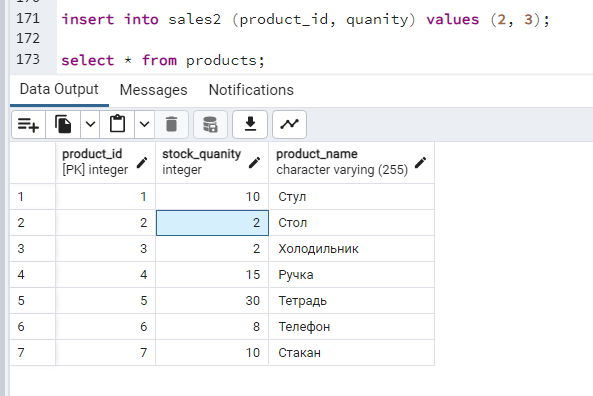 171 insert into sales2 (product_id, quanity) values (2, 3);
172
173 select * from products;
Data Output Messages Notifications
product_id stock_quanity product_name
[PK] integer integer character varying (255)
1 1 10 Стул
2 2 2 Стол
3 3 2 Холодильник
4 4 15 Ручка
5 5 30 Тетрадь
6 6 8 Телефон
7 7 10 Стакан